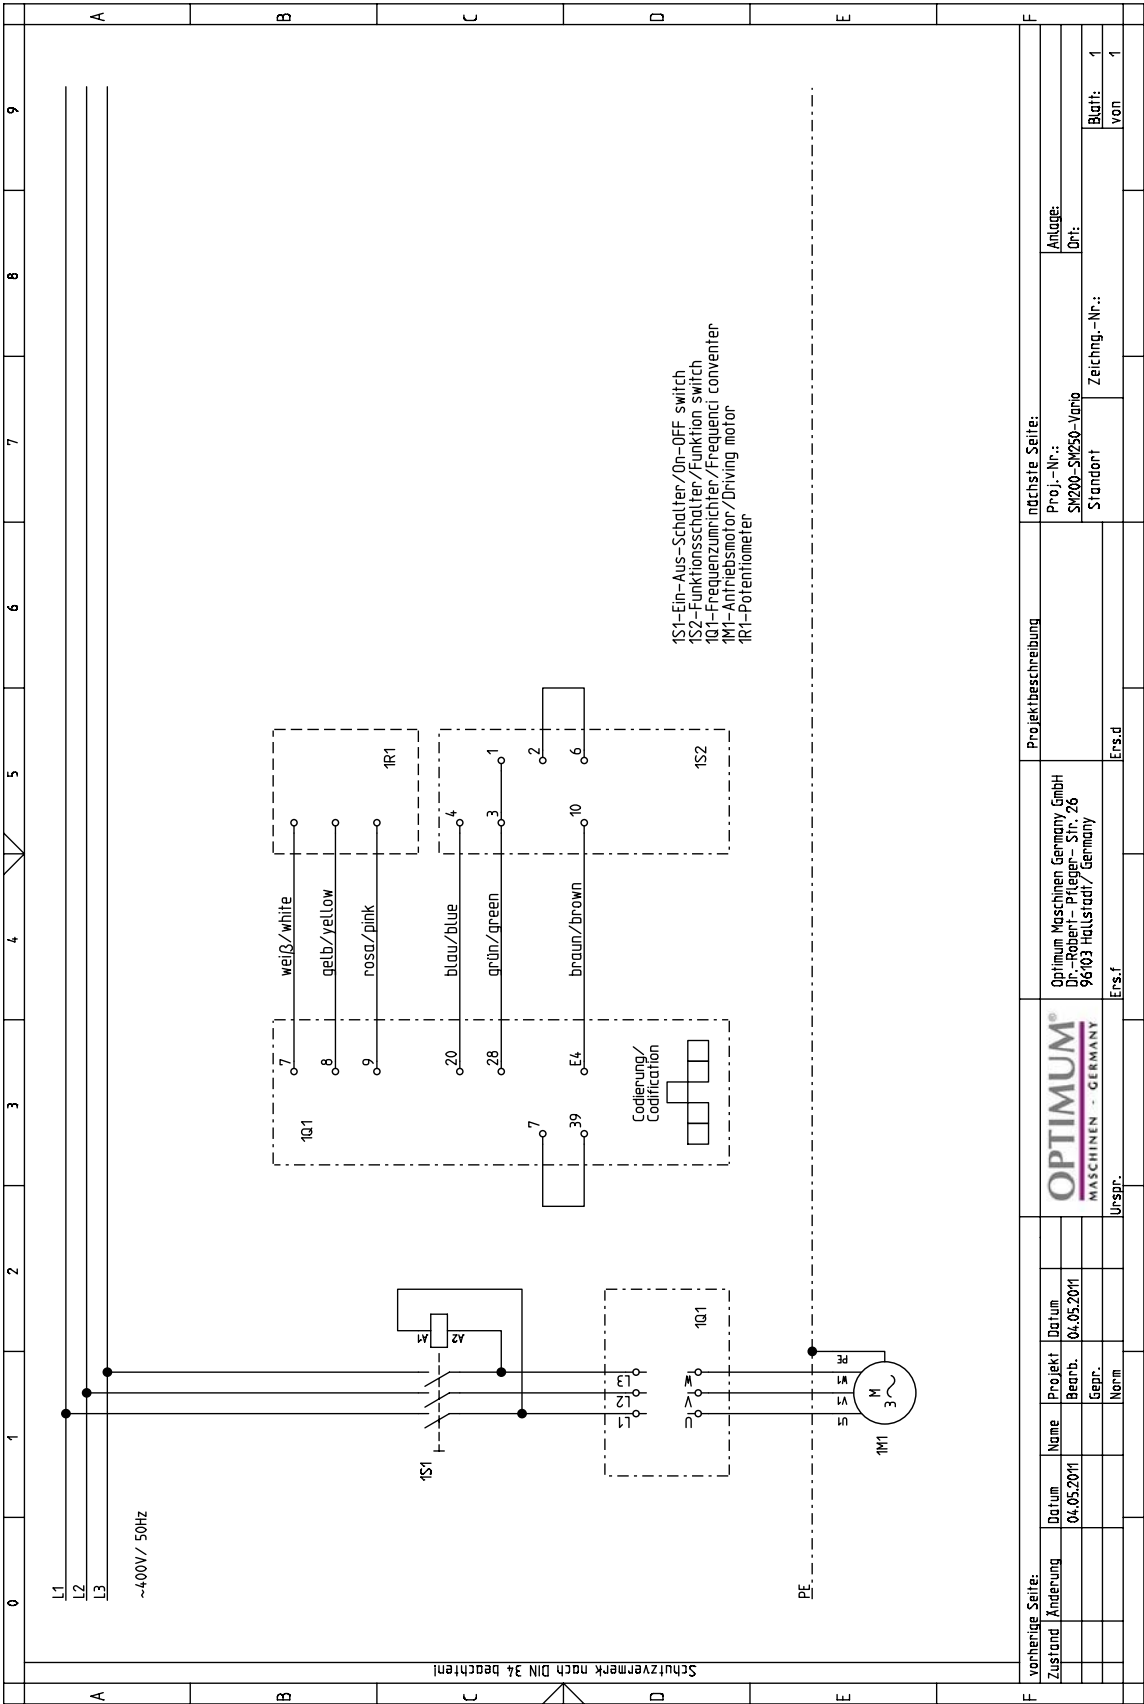 0 1 2 3 4 5 6 7 8 9
A
B
C
D
E
F
A
B
C
D
E
F
Schutzvermerk nach DIN 34 beachten!
L1
L2
L3
~400V/ 50Hz
1S1
A1
A2
L1 L2 L3
U V W
1Q1
PE
U1 V1 W1 PE
M
3
1M1
1Q1
7 weiß/white
8 gelb/yellow
9 rosa/pink
1R1
20 blau/blue 4
28 grün/green 3 1
7 2
39 E4 braun/brown 10 6
1S2
Codierung/
Codification
1S1-Ein-Aus-Schalter/On-OFF switch
1S2-Funktionsschalter/Funktion switch
1Q1-Frequenzumrichter/Frequenci conventer
1M1-Antriebsmotor/Driving motor
1R1-Potentiometer
vorherige Seite:
Projektbeschreibung
nächste Seite:
Zustand Änderung Datum Name Projekt Datum
04.05.2011 Bearb. 04.05.2011
Gepr.
Norm
OPTIMUM®
MASCHINEN - GERMANY
Urspr. Ers.f Ers.d
Optimum Maschinen Germany GmbH
Dr.-Robert- Pfleger- Str. 26
96103 Hallstadt/ Germany
Proj.-Nr.:
SM200-SM250-Vario
Anlage:
Ort:
Standort
Zeichng.-Nr.:
Blatt: 1
von 1